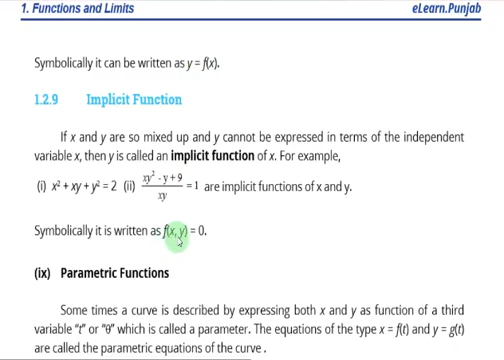 1. Functions and Limits eLearn.Punjab
Symbolically it can be written as y = f(x).
1.2.9 Implicit Function
If x and y are so mixed up and y cannot be expressed in terms of the independent
variable x, then y is called an implicit function of x. For example,
(i) x² + xy + y² = 2 (ii) xy² - y + 9 / xy = 1 are implicit functions of x and y.
Symbolically it is written as f(x, y) = 0.
(ix) Parametric Functions
Some times a curve is described by expressing both x and y as function of a third
variable "t" or "θ" which is called a parameter. The equations of the type x = f(t) and y = g(t)
are called the parametric equations of the curve .